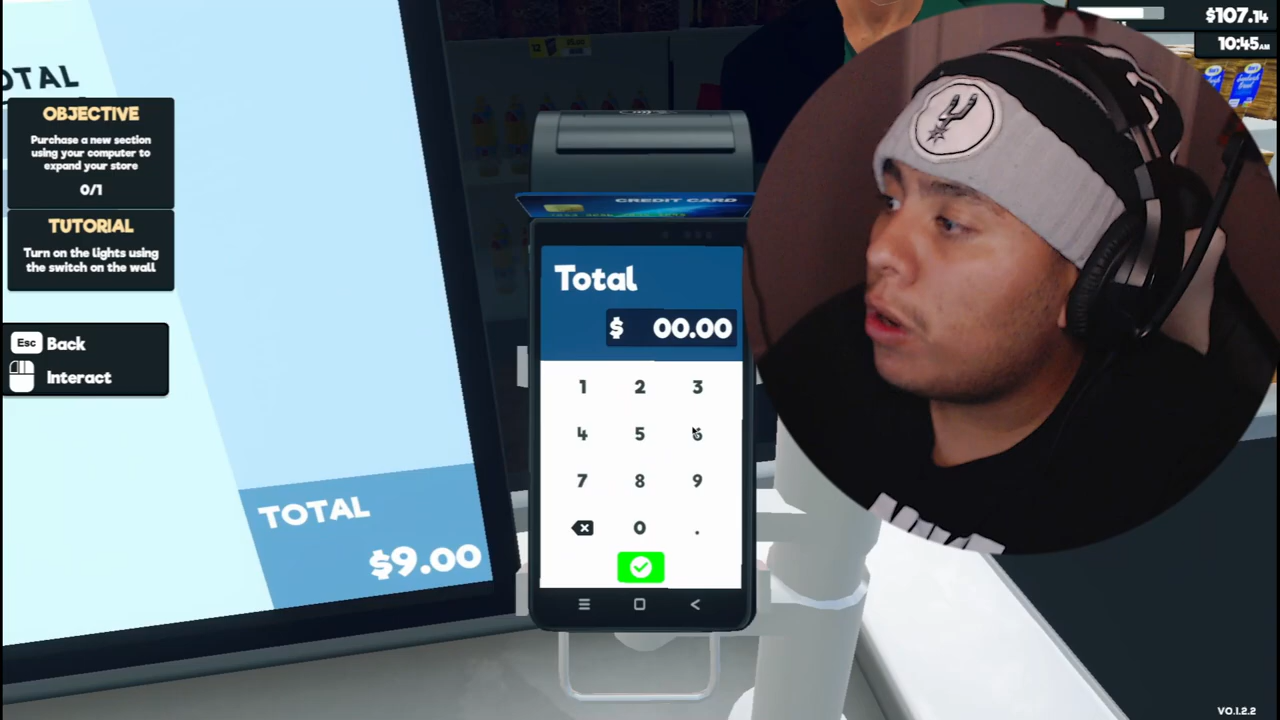 $107.14
10:45AM
OTAL
OBJECTIVE
Purchase a new section
using your computer to
expand your store
0/1
TUTORIAL
Turn on the lights using
the switch on the wall
Esc Back
Interact
CREDIT CARD
Total
$ 00.00
1 2 3
4 5 6
7 8 9
0 .
TOTAL
$9.00
V0.1.2.2